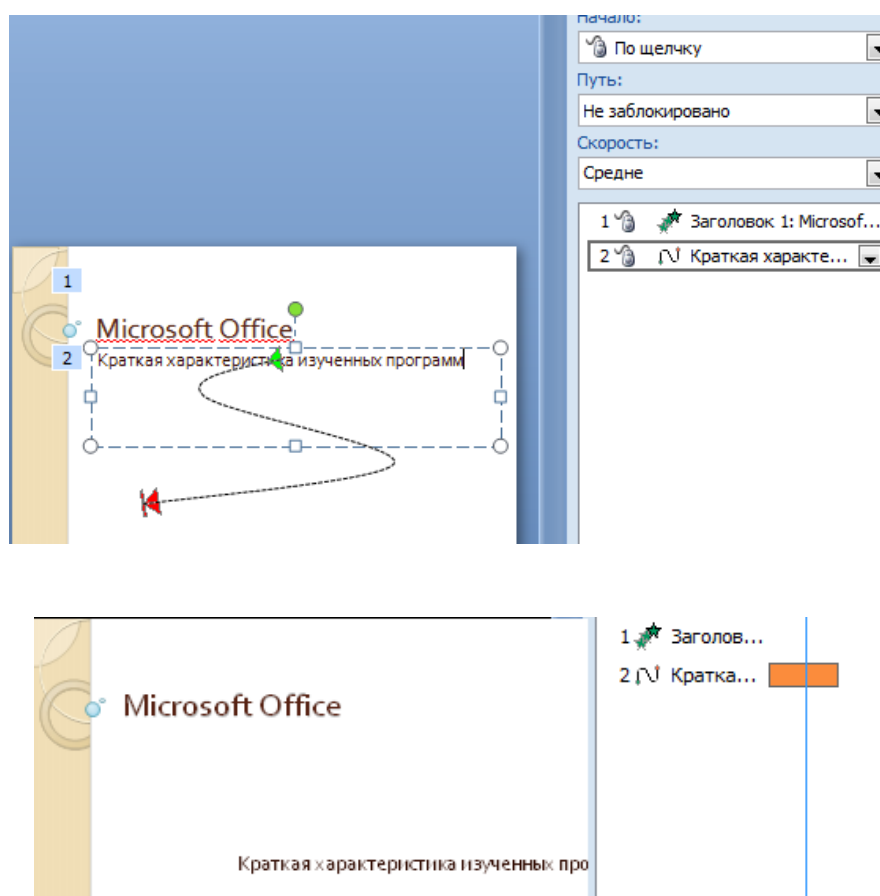 Начало:
По щелчку
Путь:
Не заблокировано
Скорость:
Средне
1 Заголовок 1: Microsof...
2 Краткая характе...
1
Microsoft Office
2 Краткая характеристика изученных программ
1 Заголов...
2 Кратка...
Microsoft Office
Краткая характеристика изученных про